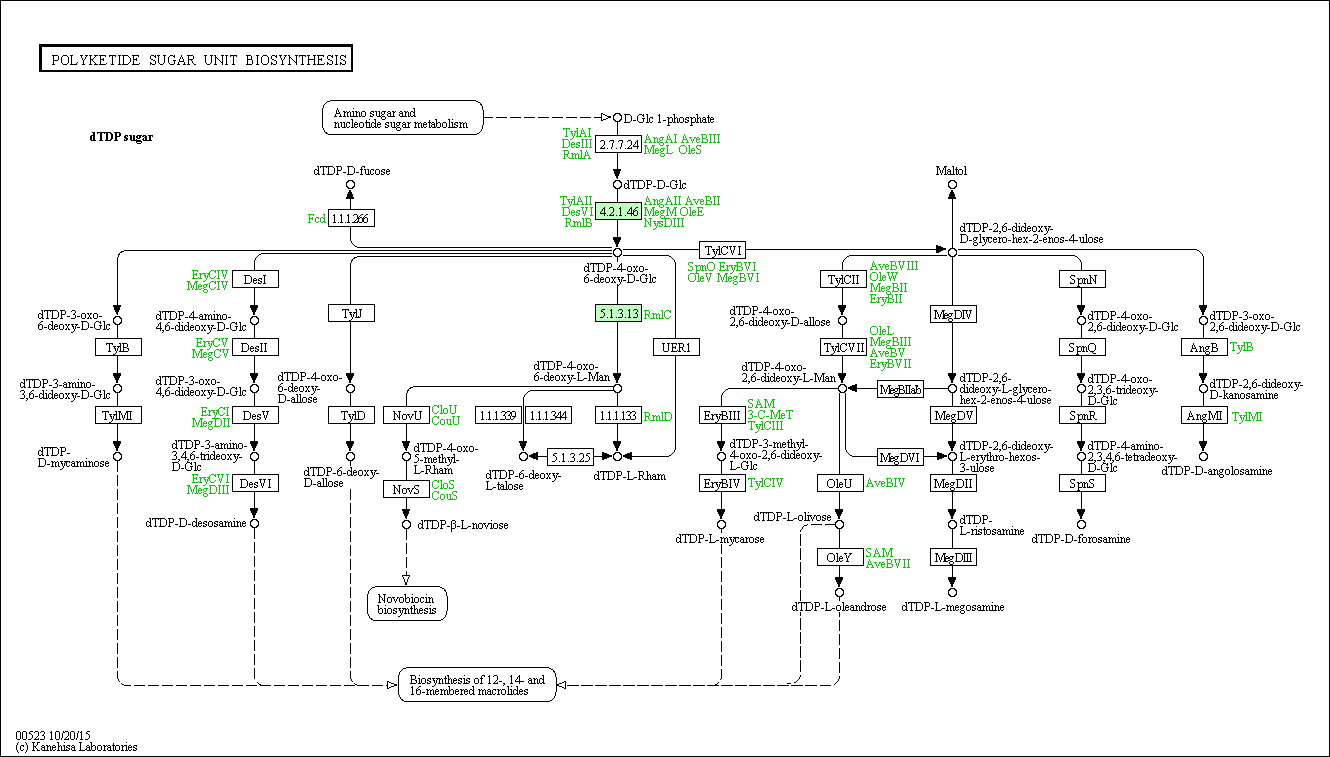 POLYKETIDE SUGAR UNIT BIOSYNTHESIS
dTDP sugar
Amino sugar and
nucleotide sugar metabolism
D-Glc 1-phosphate
TylAI
DesIII
RmlA
2.7.7.24
AngAI AveBIII
MegL OleS
dTDP-D-fucose
dTDP-D-Glc
Maltol
TylAII
DesVI
RmlB
4.2.1.46
AngAII AveBII
MegM OleE
NysDIII
Fcd
1.1.1.266
dTDP-2,6-dideoxy-
D-glycero-hex-2-enos-4-ulose
TylCVI
SpnO EryBVI
OleV MegBVI
dTDP-4-oxo-
6-deoxy-D-Glc
EryCIV
MegCIV
DesI
TylCII
AveBVIII
OleW
MegBII
EryBII
SpnN
TyIJ
5.1.3.13
RmlC
MegDIV
dTDP-3-oxo-
6-deoxy-D-Glc
dTDP-4-amino-
4,6-dideoxy-D-Glc
dTDP-4-oxo-
2,6-dideoxy-D-allose
dTDP-4-oxo-
2,6-dideoxy-D-Glc
dTDP-3-oxo-
2,6-dideoxy-D-Glc
TylB
EryCV
MegCV
DesII
UER1
TylCVII
OleL
MegBIII
AveBV
EryBVII
SpnQ
AngB
TylB
dTDP-3-amino-
3,6-dideoxy-D-Glc
dTDP-3-oxo-
4,6-dideoxy-D-Glc
dTDP-4-oxo-
6-deoxy-
D-allose
dTDP-4-oxo-
6-deoxy-L-Man
dTDP-4-oxo-
2,6-dideoxy-L-Man
MegBIIab
dTDP-2,6-
dideoxy-L-glycero-
hex-2-enos-4-ulose
dTDP-4-oxo-
2,3,6-trideoxy-
D-Glc
dTDP-2,6-dideoxy-
D-kanosamine
TylMI
EryCI
MegDII
DesV
TylD
NovU
CloU
CouU
1.1.1.339
1.1.1.344
1.1.1.133
RmlD
EryBIII
SAM
3-C-MeT
TylCIII
MegDV
SpnR
AngMI
TylMI
dTDP-
D-mycaminose
dTDP-3-amino-
3,4,6-trideoxy-
D-Glc
dTDP-6-deoxy-
D-allose
dTDP-4-oxo-
5-methyl-
L-Rham
5.1.3.25
dTDP-6-deoxy-
L-talose
dTDP-L-Rham
dTDP-3-methyl-
4-oxo-2,6-dideoxy-
L-Glc
MegDVI
dTDP-2,6-dideoxy-
L-erythro-hexos-
3-ulose
dTDP-4-amino-
2,3,4,6-tetradeoxy-
D-Glc
dTDP-D-angolosamine
EryCVI
MegDIII
DesVI
NovS
CloS
CouS
EryBIV
TylCIV
OleU
AveBIV
MegDII
SpnS
dTDP-D-desosamine
dTDP-β-L-noviose
dTDP-L-mycarose
dTDP-L-olivose
dTDP-
L-ristosamine
dTDP-D-forosamine
OleY
SAM
AveBVII
MegDIII
Novobiocin
biosynthesis
dTDP-L-oleandrose
dTDP-L-megosamine
Biosynthesis of 12-, 14- and
16-membered macrolides
00523 10/20/15
(c) Kanehisa Laboratories